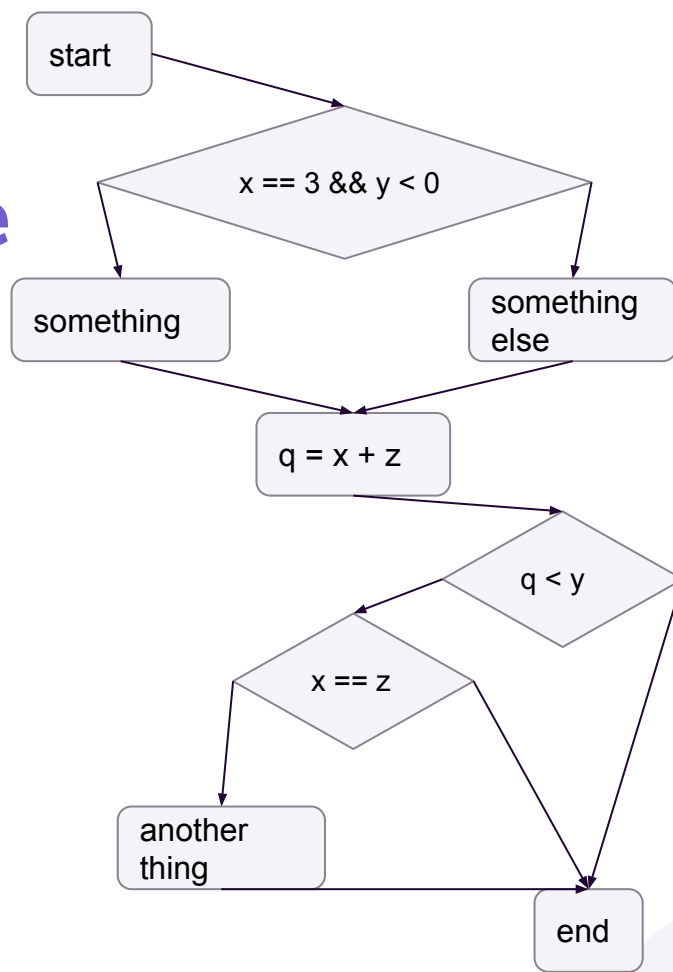 start
x == 3 && y < 0
e
something
something
else
q = x + z
q < y
x == z
another
thing
end